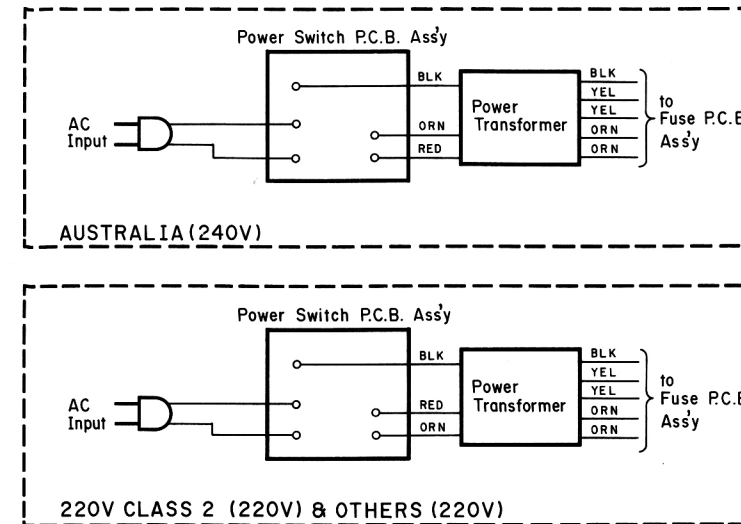 Power Switch P.C.B. Ass'y
BLK
BLK
YEL
YEL
ORN
ORN
Power
Transformer
to
Fuse P.C.B
Ass'y
AC
Input
ORN
RED
AUSTRALIA (240V)
Power Switch P.C.B. Ass'y
BLK
BLK
YEL
YEL
ORN
ORN
Power
Transformer
to
Fuse P.C.B
Ass'y
AC
Input
RED
ORN
220V CLASS 2 (220V) & OTHERS (220V)